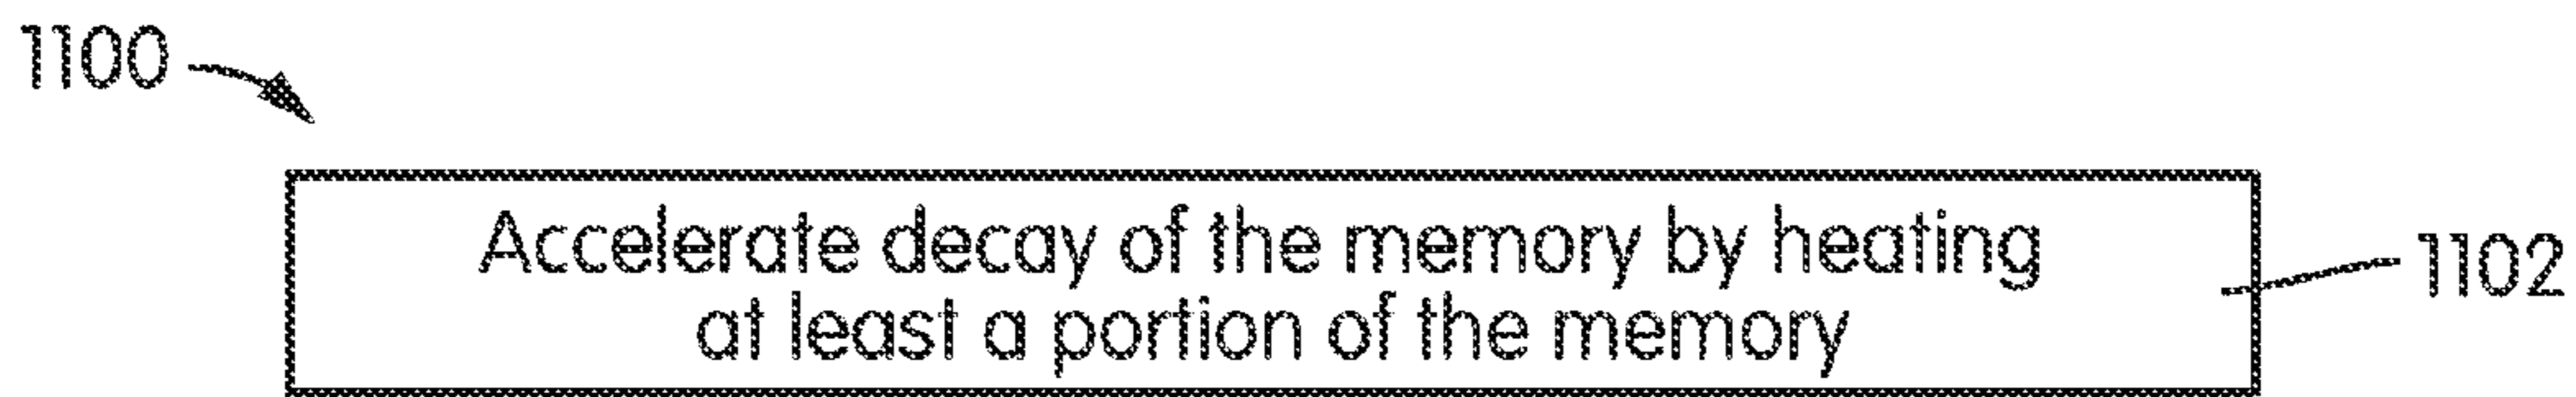 1100
Accelerate decay of the memory by heating
at least a portion of the memory
1102